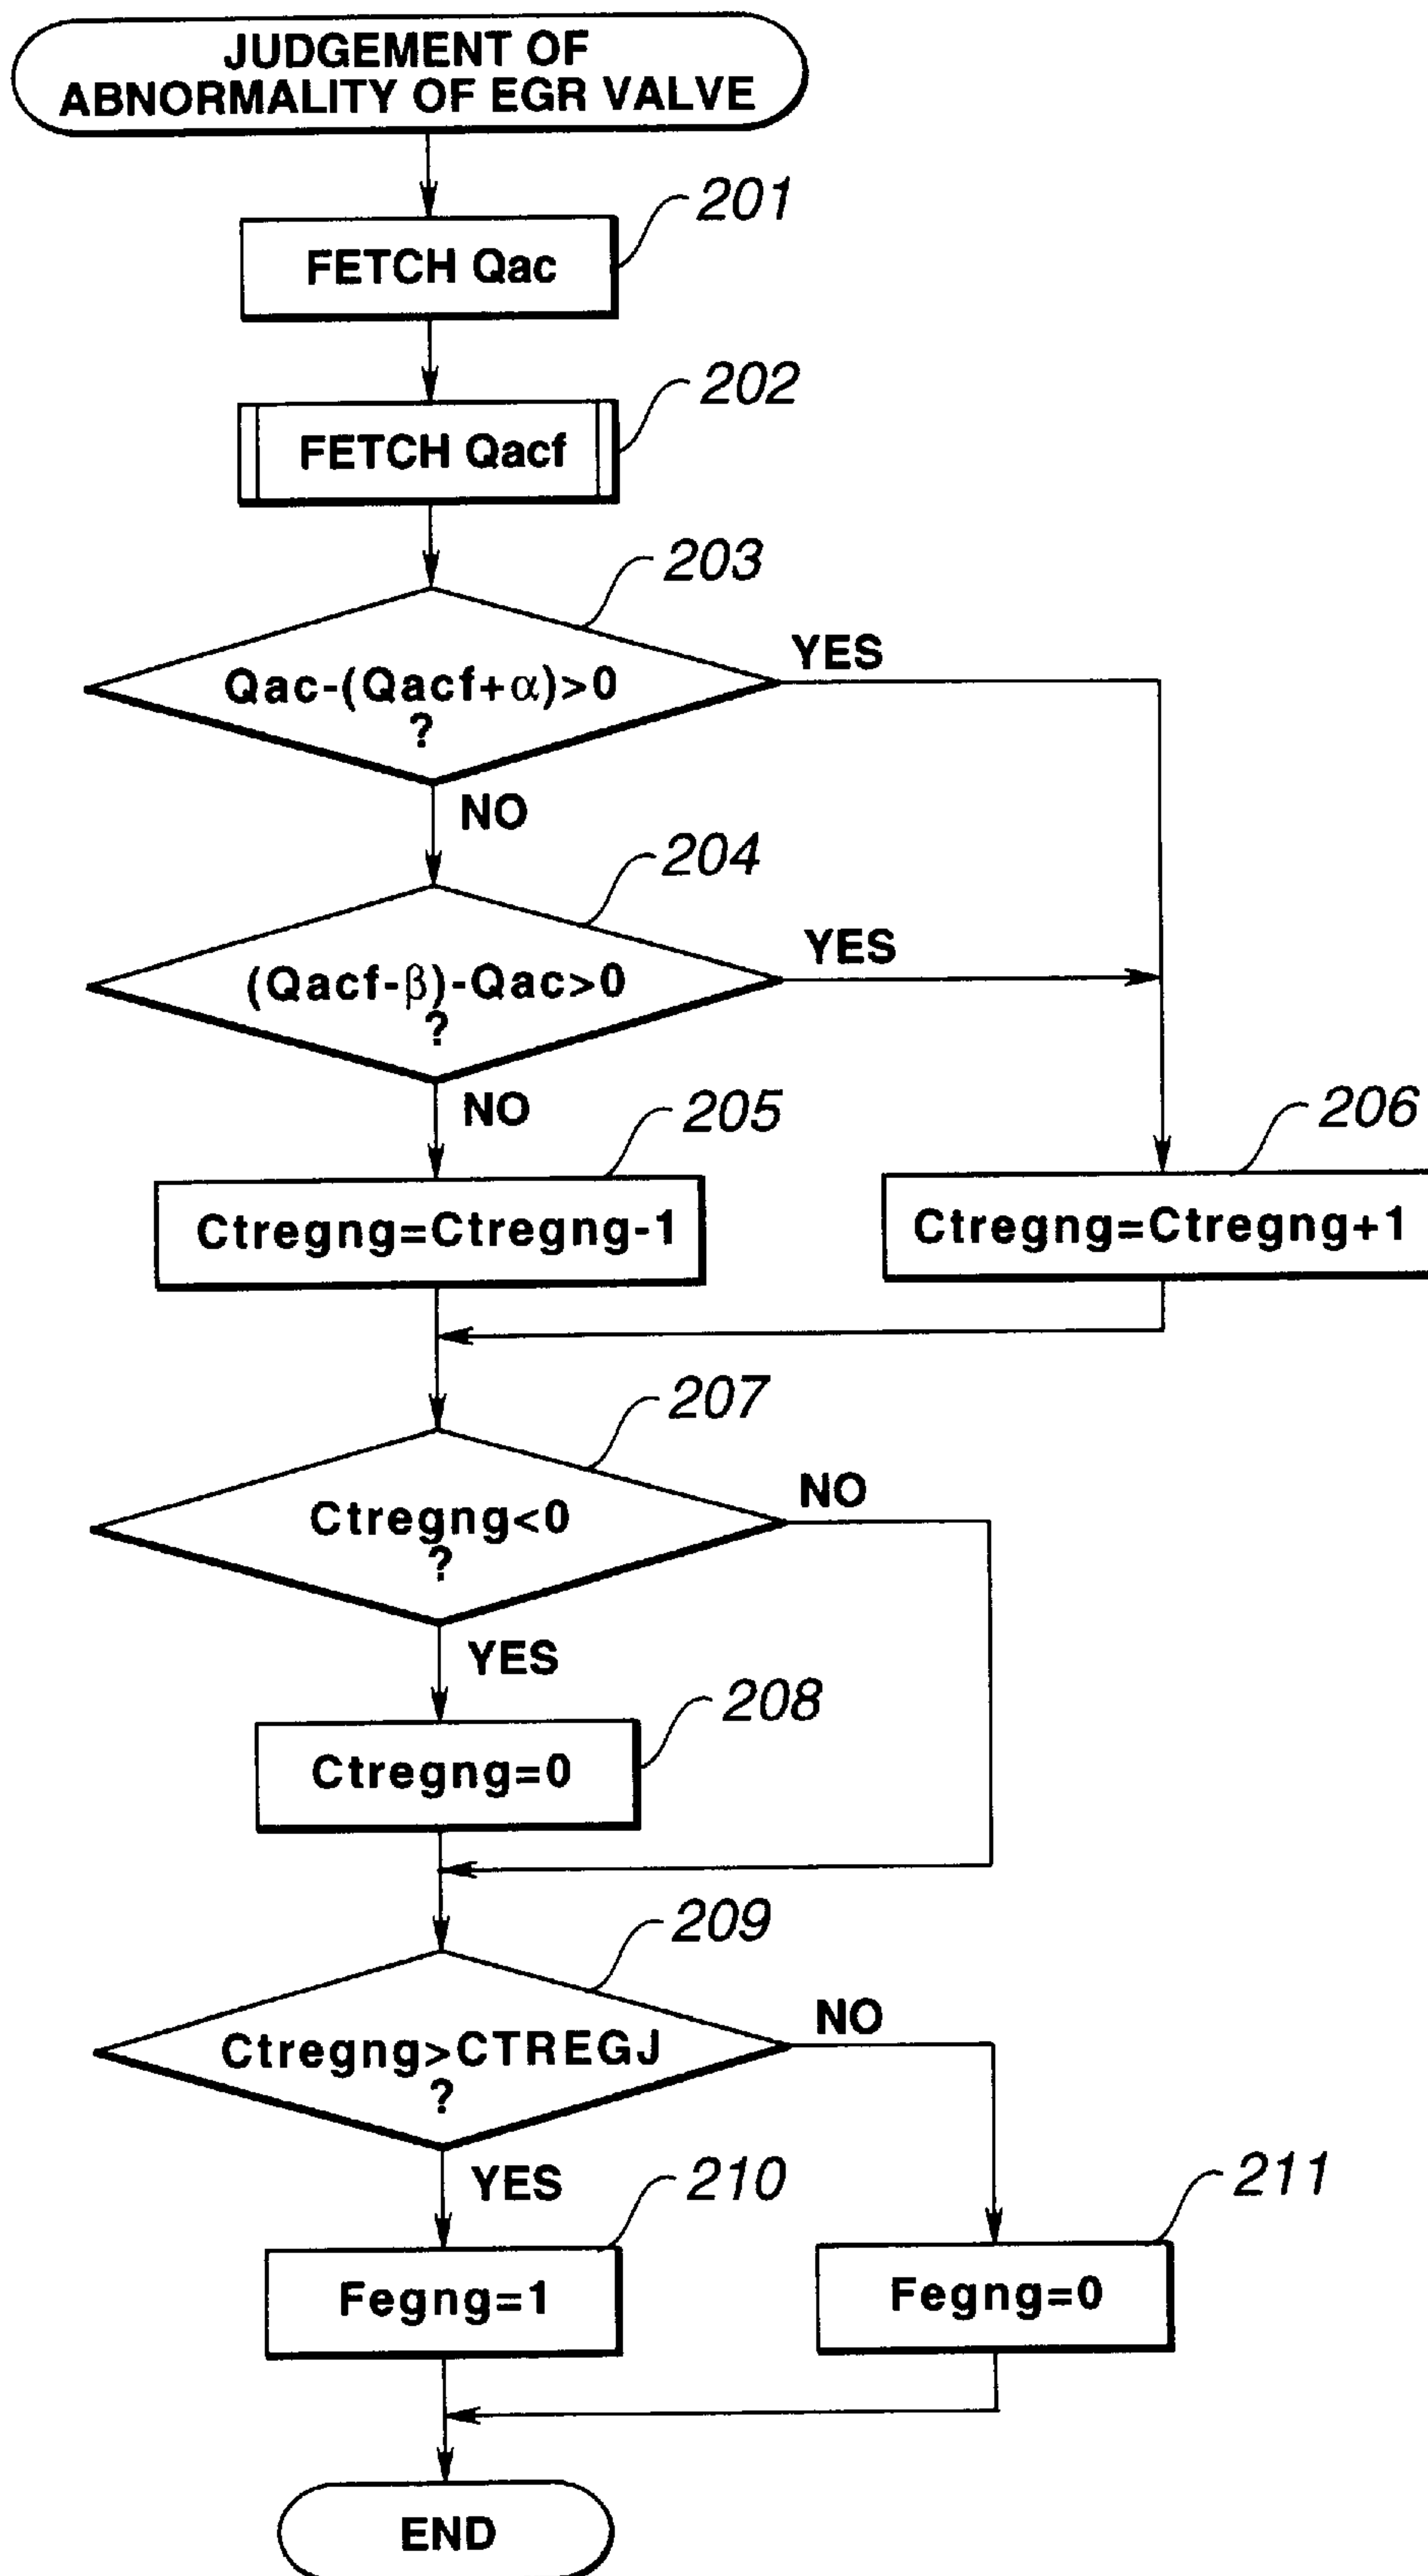 JUDGEMENT OF
ABNORMALITY OF EGR VALVE
201
FETCH Qac
202
FETCH Qacf
203
Qac-(Qacf+α)>0
?
YES
NO
204
(Qacf-β)-Qac>0
?
YES
NO
205
Ctregng=Ctregng-1
206
Ctregng=Ctregng+1
207
Ctregng<0
?
NO
YES
208
Ctregng=0
209
Ctregng>CTREGJ
?
NO
YES
210
Fegng=1
211
Fegng=0
END